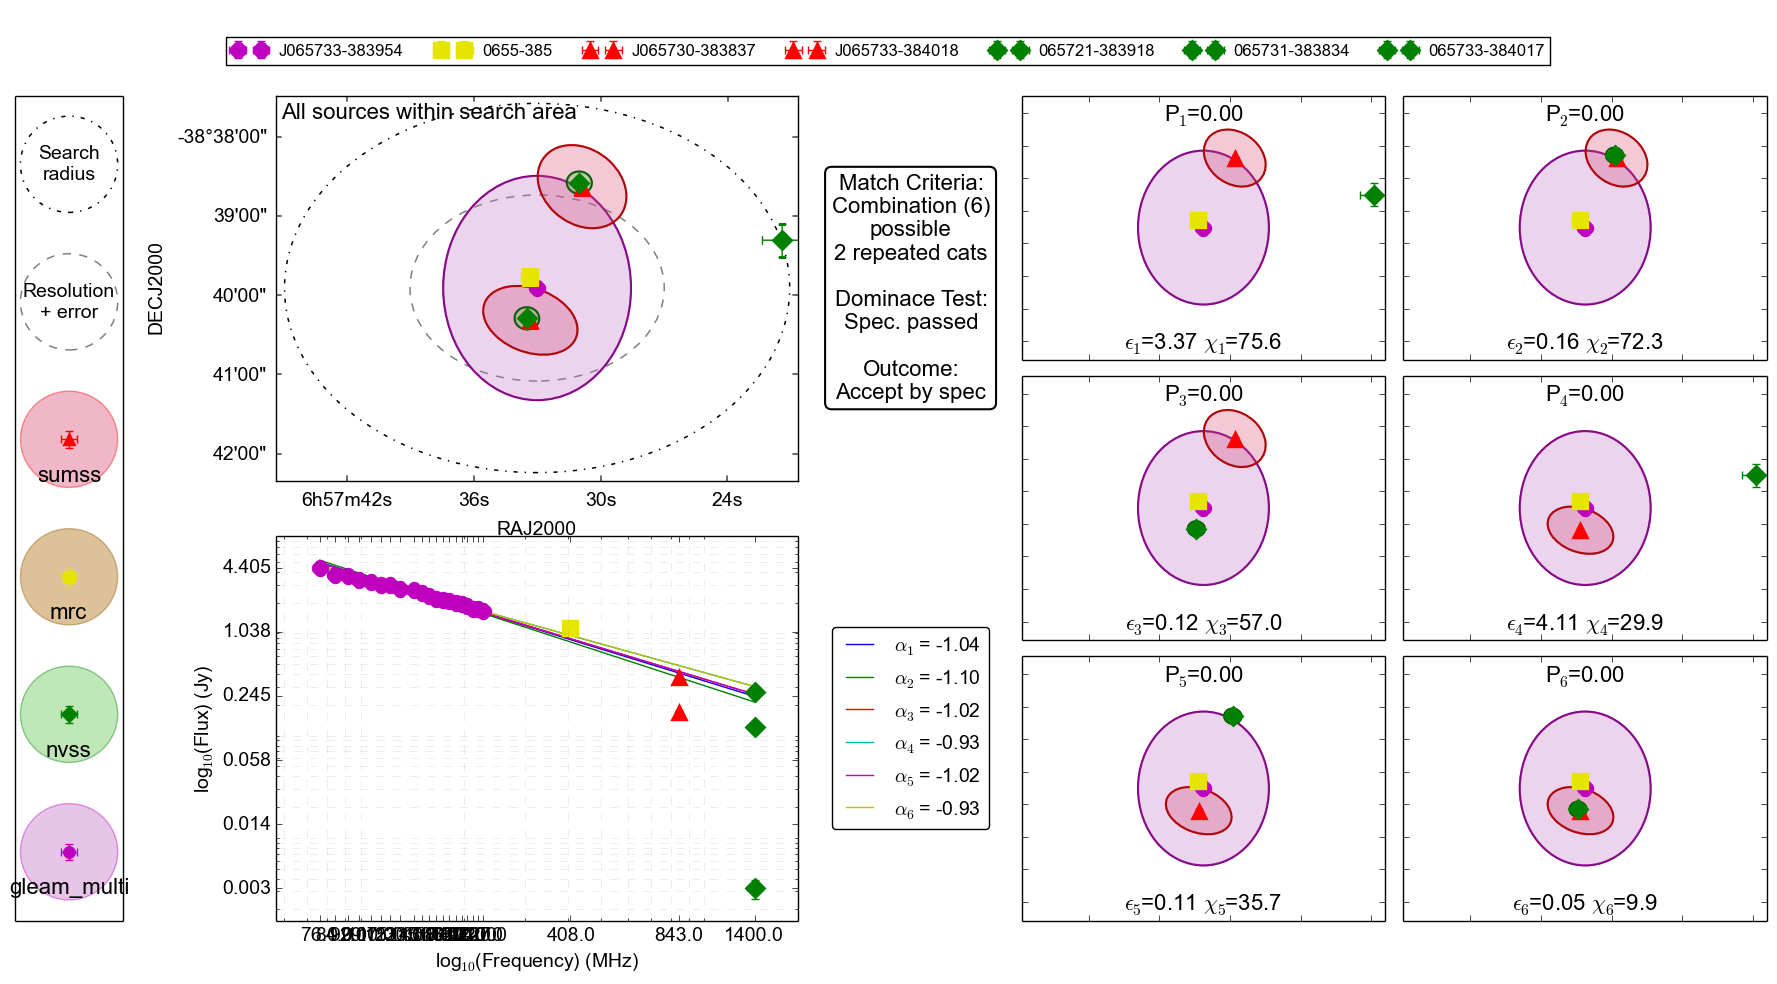 J065733-383954 0655-385 J065730-383837 J065733-384018 065721-383918 065731-383834 065733-384017
Search
radius
Resolution
+ error
sumss
mrc
nvss
gleam_multi
All sources within search area
DECJ2000
-38°38'00"
39'00"
40'00"
41'00"
42'00"
6h57m42s 36s 30s 24s
RAJ2000
log10(Flux) (Jy)
4.405
1.038
0.245
0.058
0.014
0.003
408.0 843.0 1400.0
log10(Frequency) (MHz)
Match Criteria:
Combination (6)
possible
2 repeated cats
Dominace Test:
Spec. passed
Outcome:
Accept by spec
α1 = -1.04
α2 = -1.10
α3 = -1.02
α4 = -0.93
α5 = -1.02
α6 = -0.93
P1=0.00
ϵ1=3.37 χ1=75.6
P2=0.00
ϵ2=0.16 χ2=72.3
P3=0.00
ϵ3=0.12 χ3=57.0
P4=0.00
ϵ4=4.11 χ4=29.9
P5=0.00
ϵ5=0.11 χ5=35.7
P6=0.00
ϵ6=0.05 χ6=9.9